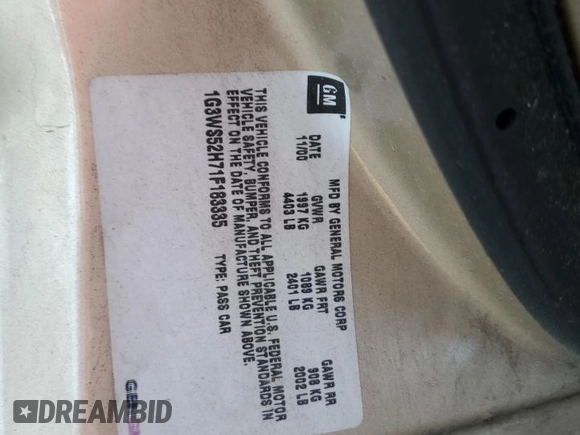 GM
MFD BY GENERAL MOTORS CORP
DATE GVWR GAWR FRT GAWR RR
11/00 1997 KG 1089 KG 908 KG
4403 LB 2401 LB 2002 LB
THIS VEHICLE CONFORMS TO ALL APPLICABLE U.S. FEDERAL MOTOR
VEHICLE SAFETY, BUMPER, AND THEFT PREVENTION STANDARDS IN
EFFECT ON THE DATE OF MANUFACTURE SHOWN ABOVE.
1G3WS52H71F183335 TYPE: PASS CAR
DREAMBID